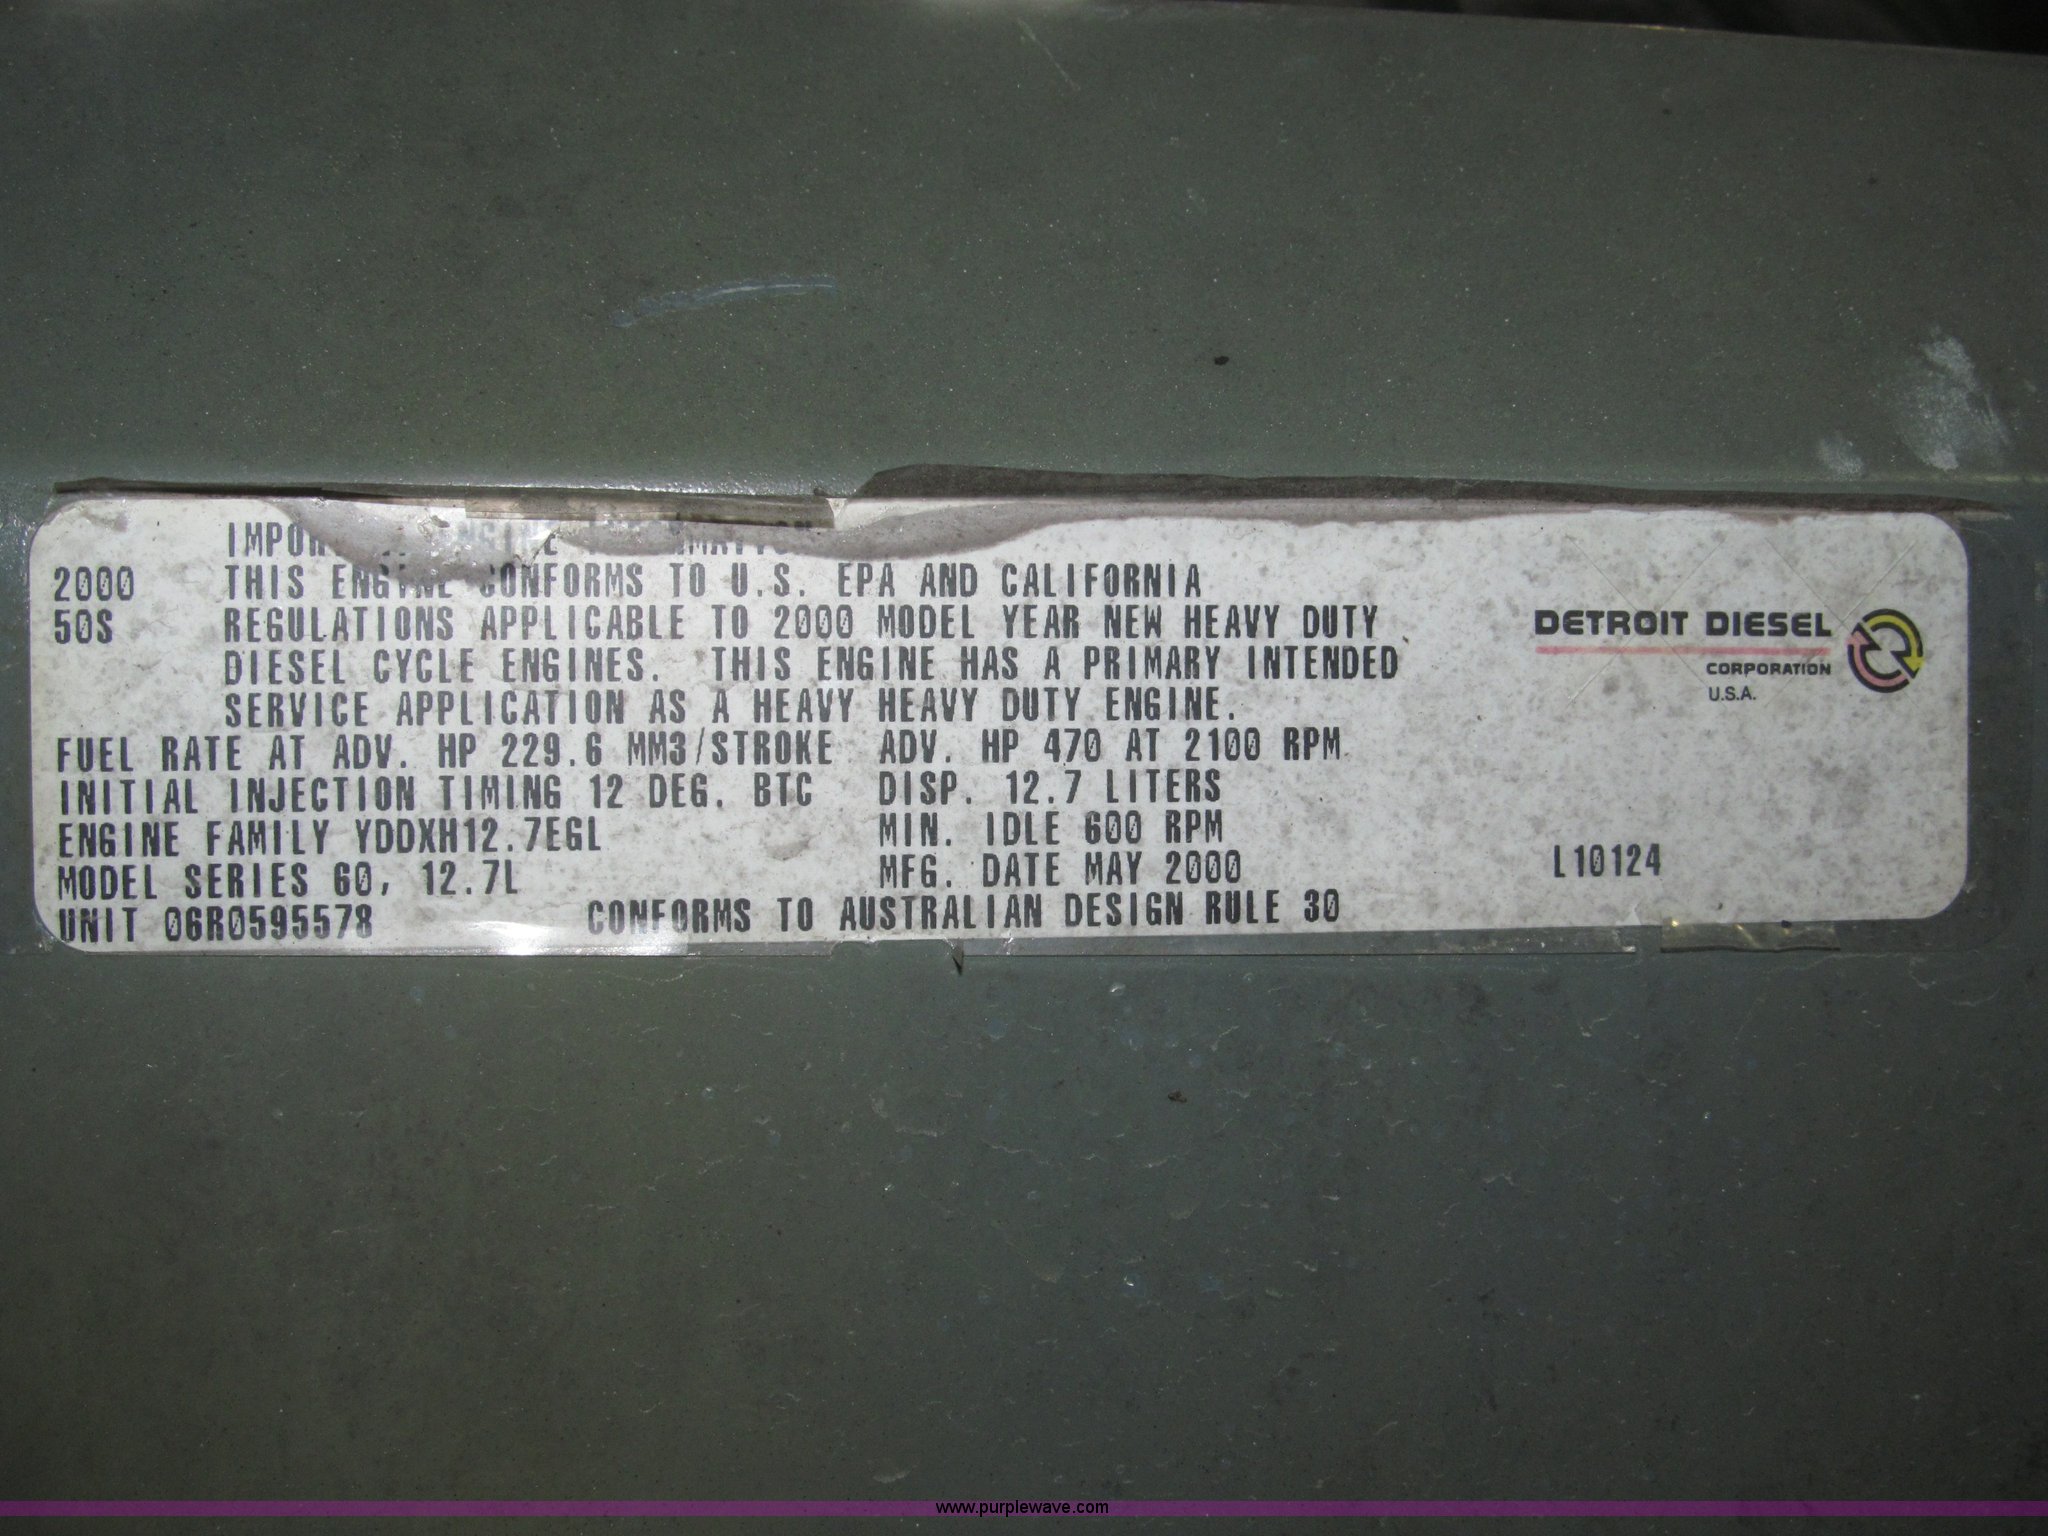 ENGINE
2000 THIS ENGINE CONFORMS TO U.S. EPA AND CALIFORNIA
50S REGULATIONS APPLICABLE TO 2000 MODEL YEAR NEW HEAVY DUTY
DIESEL CYCLE ENGINES. THIS ENGINE HAS A PRIMARY INTENDED
SERVICE APPLICATION AS A HEAVY HEAVY DUTY ENGINE.
FUEL RATE AT ADV. HP 229.6 MM3/STROKE ADV. HP 470 AT 2100 RPM
INITIAL INJECTION TIMING 12 DEG. BTC DISP. 12.7 LITERS
ENGINE FAMILY YDDXH12.7EGL MIN. IDLE 600 RPM
MODEL SERIES 60, 12.7L MFG. DATE MAY 2000
UNIT 06R0595578 CONFORMS TO AUSTRALIAN DESIGN RULE 30
DETROIT DIESEL
CORPORATION
U.S.A.
L10124
www.purplewave.com